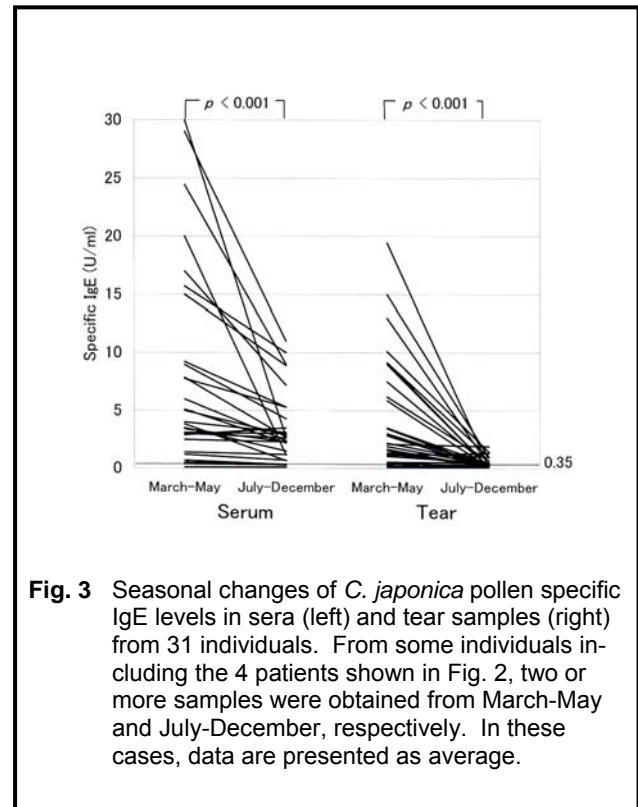 p < 0.001 p < 0.001
30
25
20
15
10
5
0
Specific IgE (U/ml)
0.35
March-May July-December March-May July-December
Serum Tear
Fig. 3 Seasonal changes of C. japonica pollen specific
IgE levels in sera (left) and tear samples (right)
from 31 individuals. From some individuals in-
cluding the 4 patients shown in Fig. 2, two or
more samples were obtained from March-May
and July-December, respectively. In these
cases, data are presented as average.